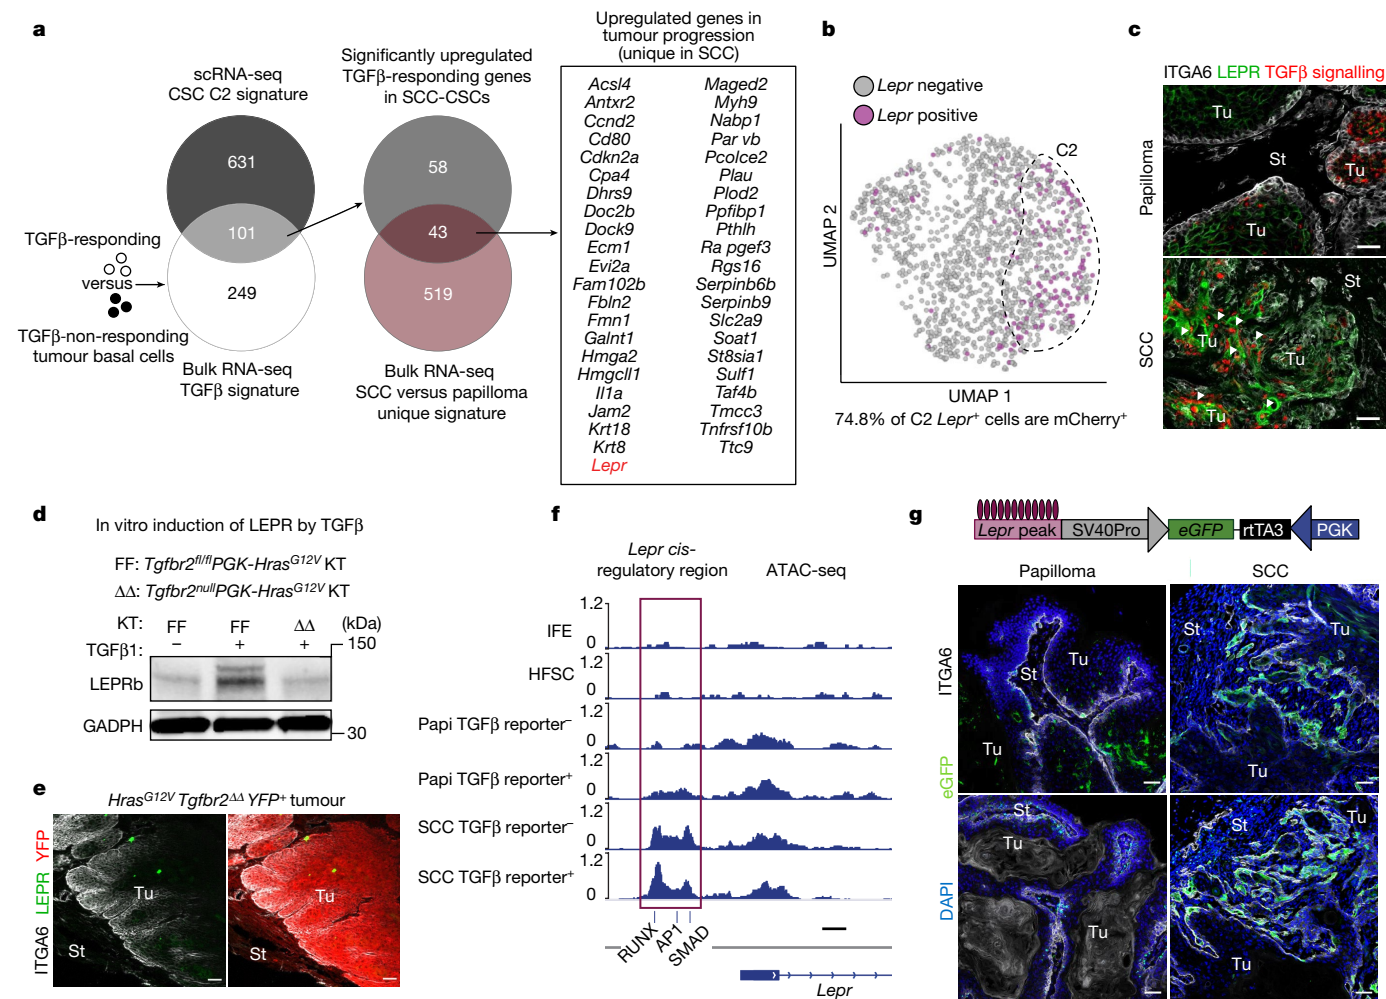 a
scRNA-seq
CSC C2 signature
631
101
249
TGFβ-responding
versus
TGFβ-non-responding
tumour basal cells
Bulk RNA-seq
TGFβ signature
Significantly upregulated
TGFβ-responding genes
in SCC-CSCs
58
43
519
Bulk RNA-seq
SCC versus papilloma
unique signature
Upregulated genes in
tumour progression
(unique in SCC)
Acsl4
Antxr2
Ccnd2
Cd80
Cdkn2a
Cpa4
Dhrs9
Doc2b
Dock9
Ecm1
Evi2a
Fam102b
Fbln2
Fmn1
Galnt1
Hmga2
Hmgcll1
Il1a
Jam2
Krt18
Krt8
Lepr
Maged2
Myh9
Nabp1
Par vb
Pcolce2
Plau
Plod2
Ppfibp1
Pthlh
Ra pgef3
Rgs16
Serpinb6b
Serpinb9
Slc2a9
Soat1
St8sia1
Sulf1
Taf4b
Tmcc3
Tnfrsf10b
Ttc9
b
Lepr negative
Lepr positive
C2
UMAP 2
UMAP 1
74.8% of C2 Lepr+ cells are mCherry+
c
ITGA6 LEPR TGFβ signalling
Papilloma
Tu
St
Tu
Tu
SCC
St
Tu
Tu
Tu
d
In vitro induction of LEPR by TGFβ
FF: Tgfbr2fl/flPGK-HrasG12V KT
ΔΔ: Tgfbr2nullPGK-HrasG12V KT
KT: FF FF ΔΔ (kDa)
TGFβ1: − + + 150
LEPRb
GADPH
30
e
HrasG12V Tgfbr2ΔΔ YFP+ tumour
ITGA6 LEPR YFP
Tu
St
Tu
St
f
Lepr cis-
regulatory region
ATAC-seq
1.2
IFE
0
1.2
HFSC
0
1.2
Papi TGFβ reporter−
0
1.2
Papi TGFβ reporter+
0
1.2
SCC TGFβ reporter−
0
1.2
SCC TGFβ reporter+
0
RUNX
AP1
SMAD
Lepr
g
Lepr peak
SV40Pro
eGFP
rtTA3
PGK
Papilloma
SCC
ITGA6
eGFP
DAPI
Tu
St
Tu
St
Tu
Tu
St
Tu
Tu
St
Tu
Tu